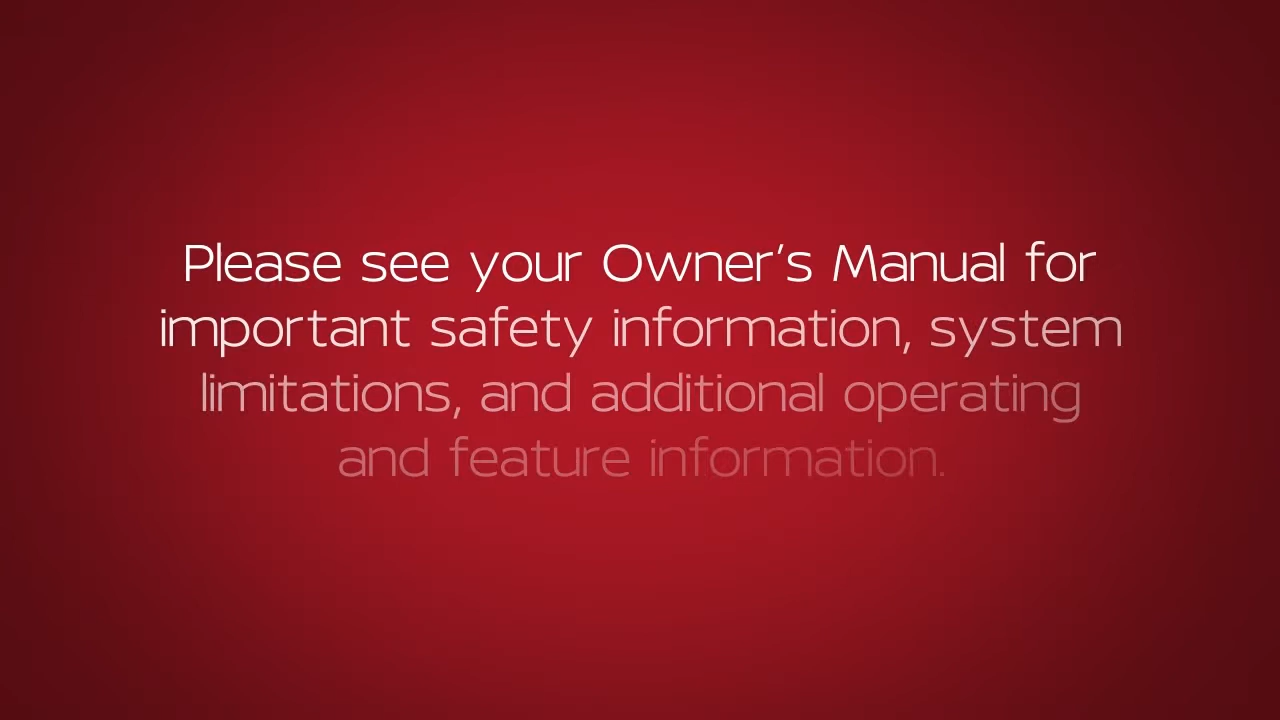 Please see your Owner’s Manual for
important safety information, system
limitations, and additional operating
and feature information.